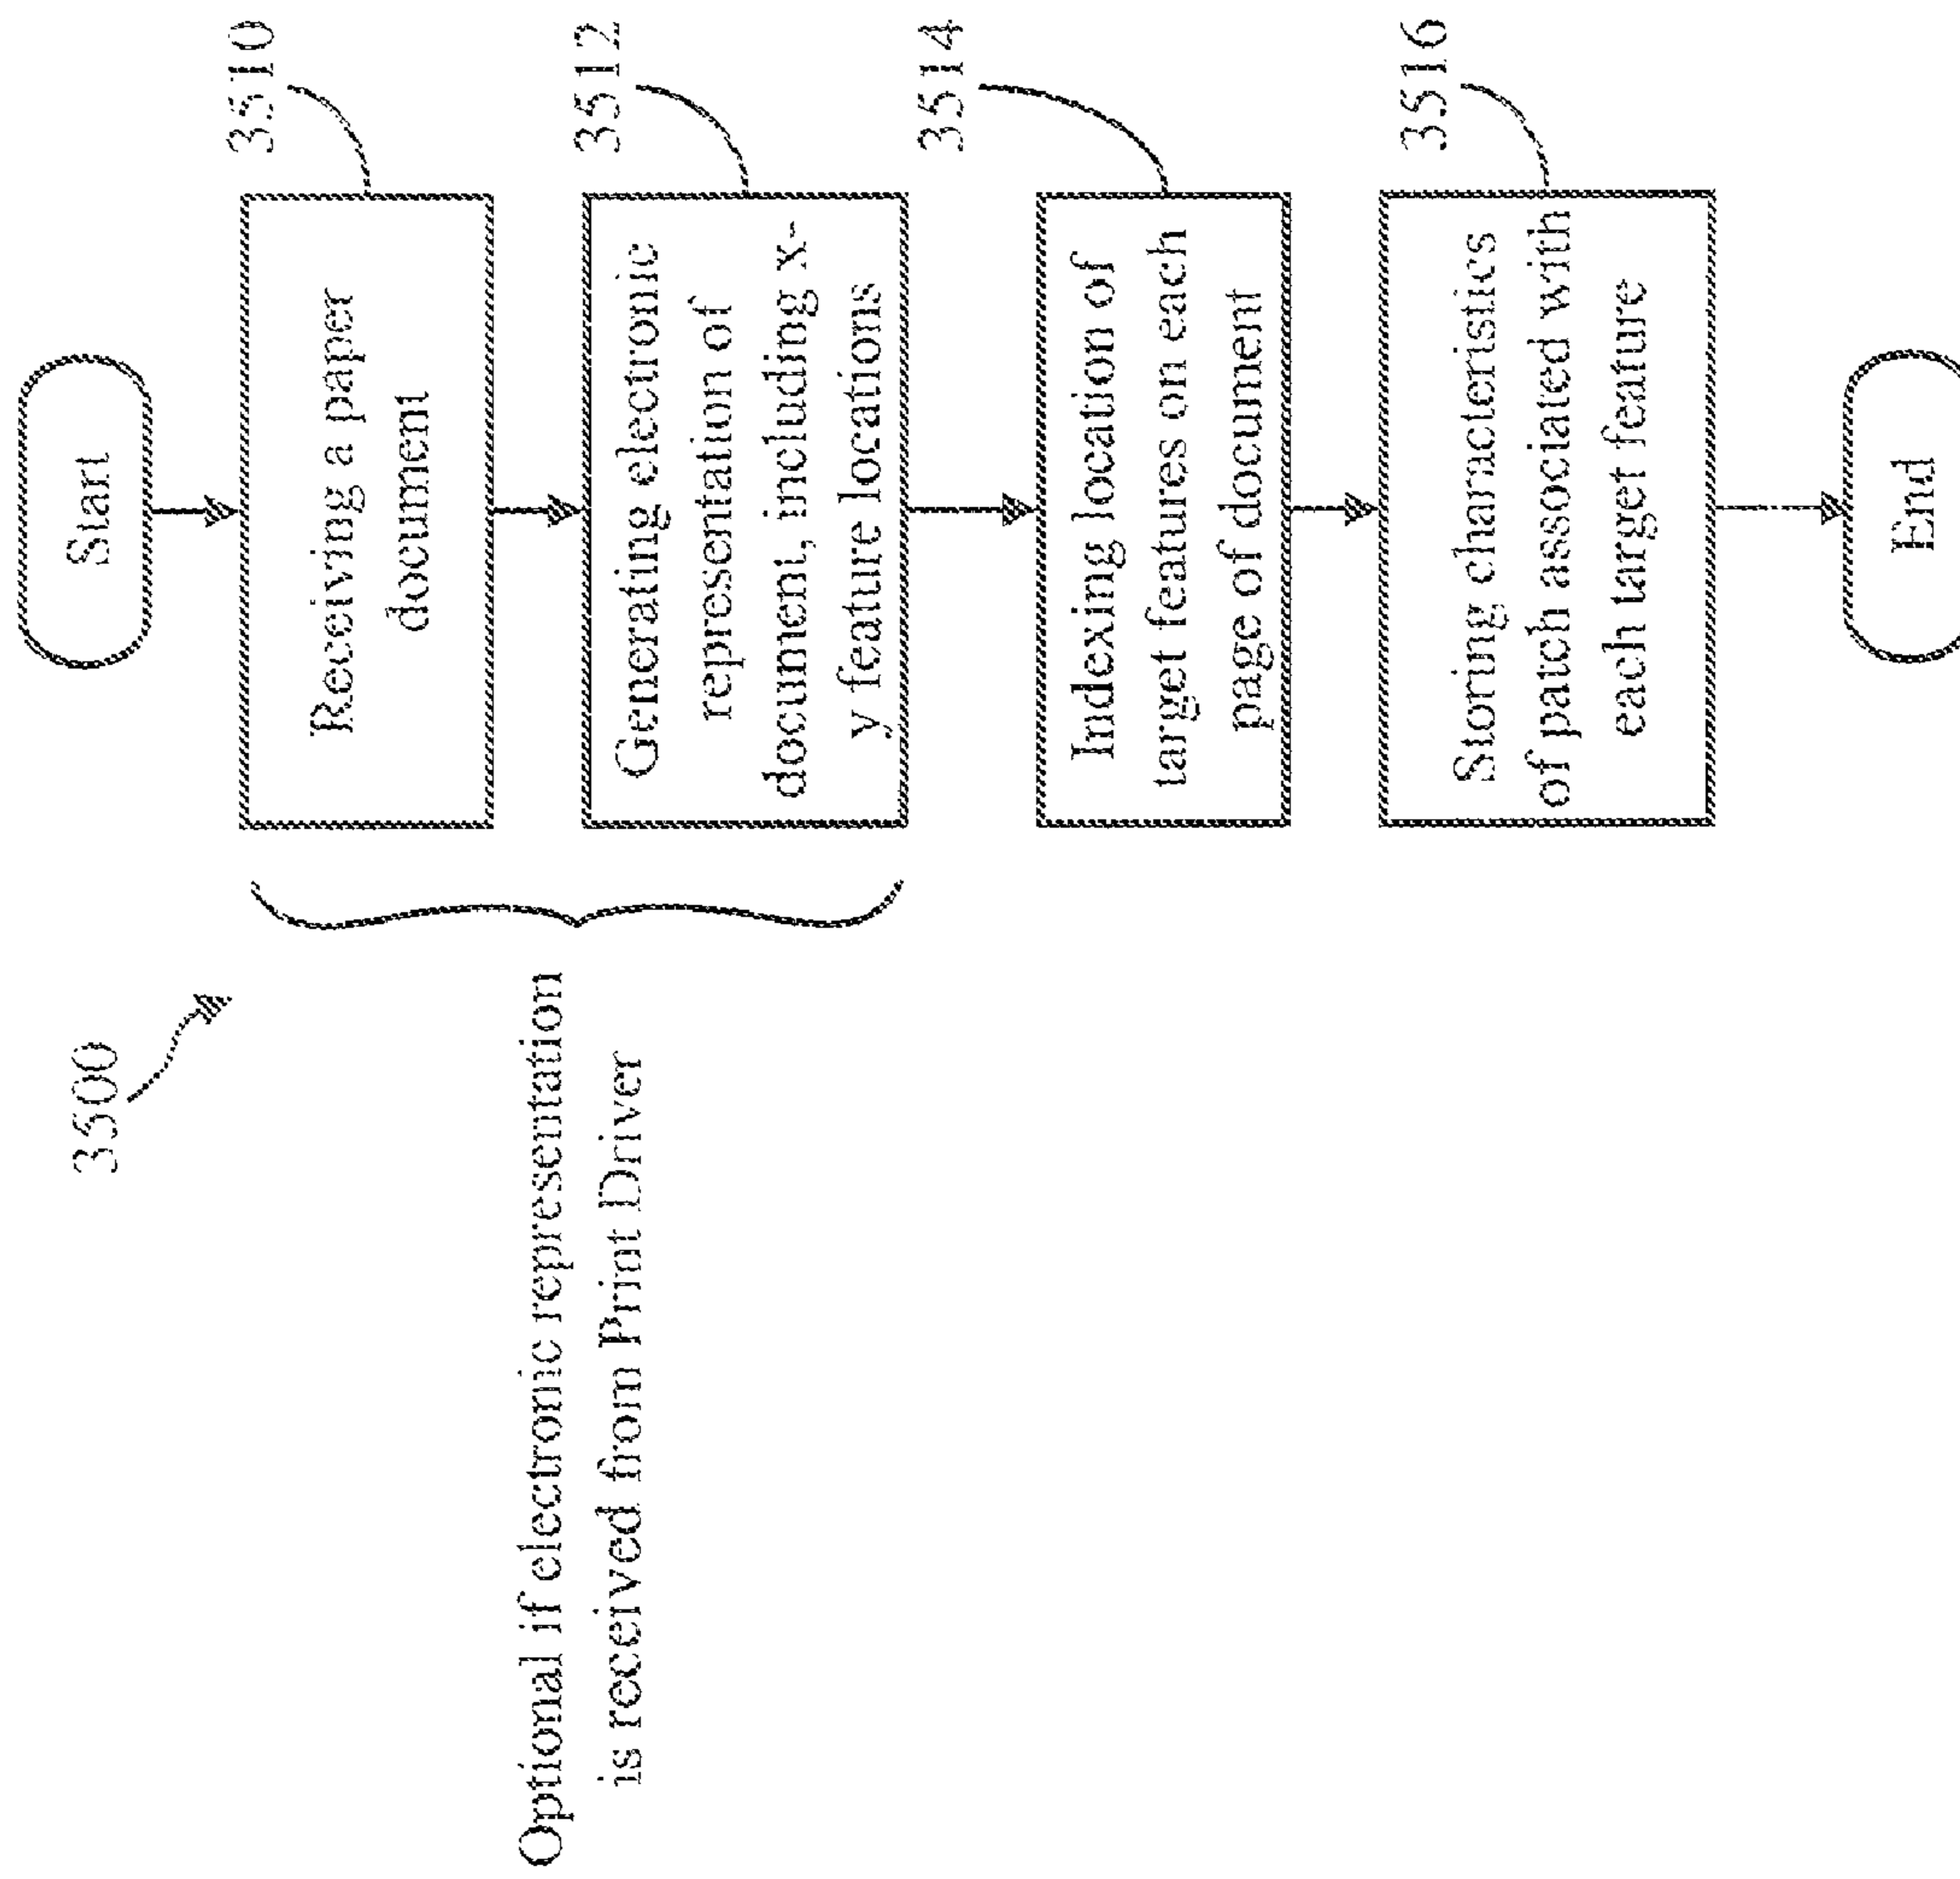 3500
Start
Receiving a paper
document
3510
Optional if electronic representation
is received from Print Driver
Generating electronic
representation of
document, including x-
y feature locations
3512
Indexing location of
target features on each
page of document
3514
Storing characteristics
of patch associated with
each target feature
3516
End